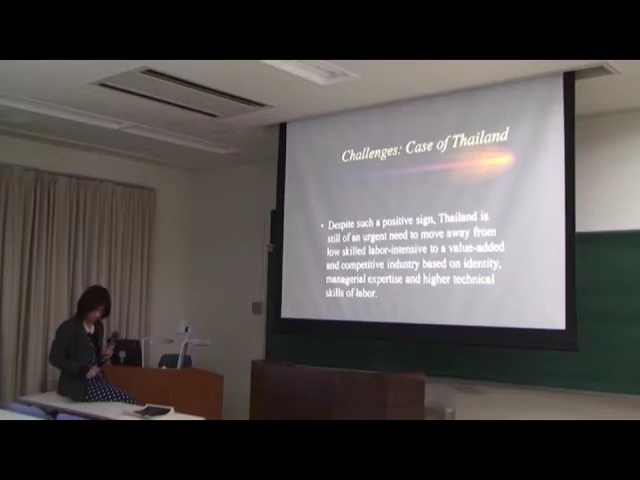 Challenges: Case of Thailand
• Despite such a positive sign, Thailand is
still of an urgent need to move away from
low skilled labor-intensive to a value-added
and competitive industry based on identity,
managerial expertise and higher technical
skills of labor.